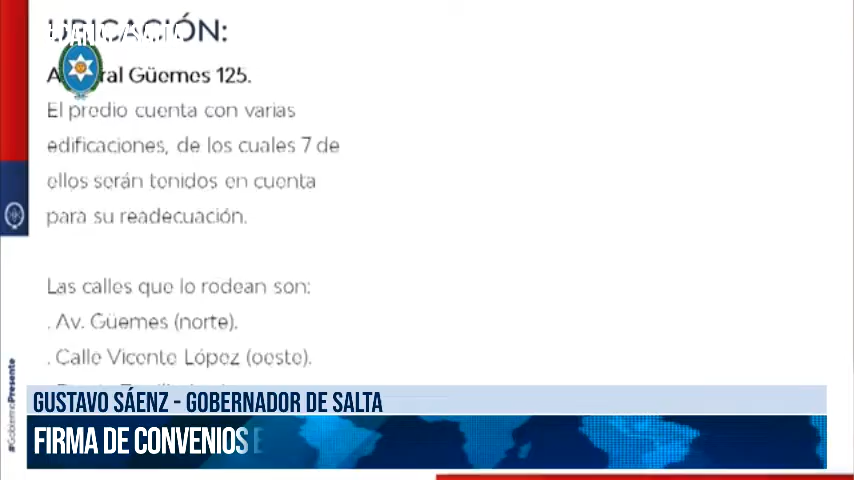 UBICACIÓN:
Güemes 125.
El predio cuenta con varias
edificaciones, de los cuales 7 de
ellos serán tenidos en cuenta
para su readecuación.
Las calles que lo rodean son:
. Av. Güemes (norte).
. Calle Vicente López (oeste).
#GobiernoPresente
GUSTAVO SÁENZ - GOBERNADOR DE SALTA
FIRMA DE CONVENIOS E